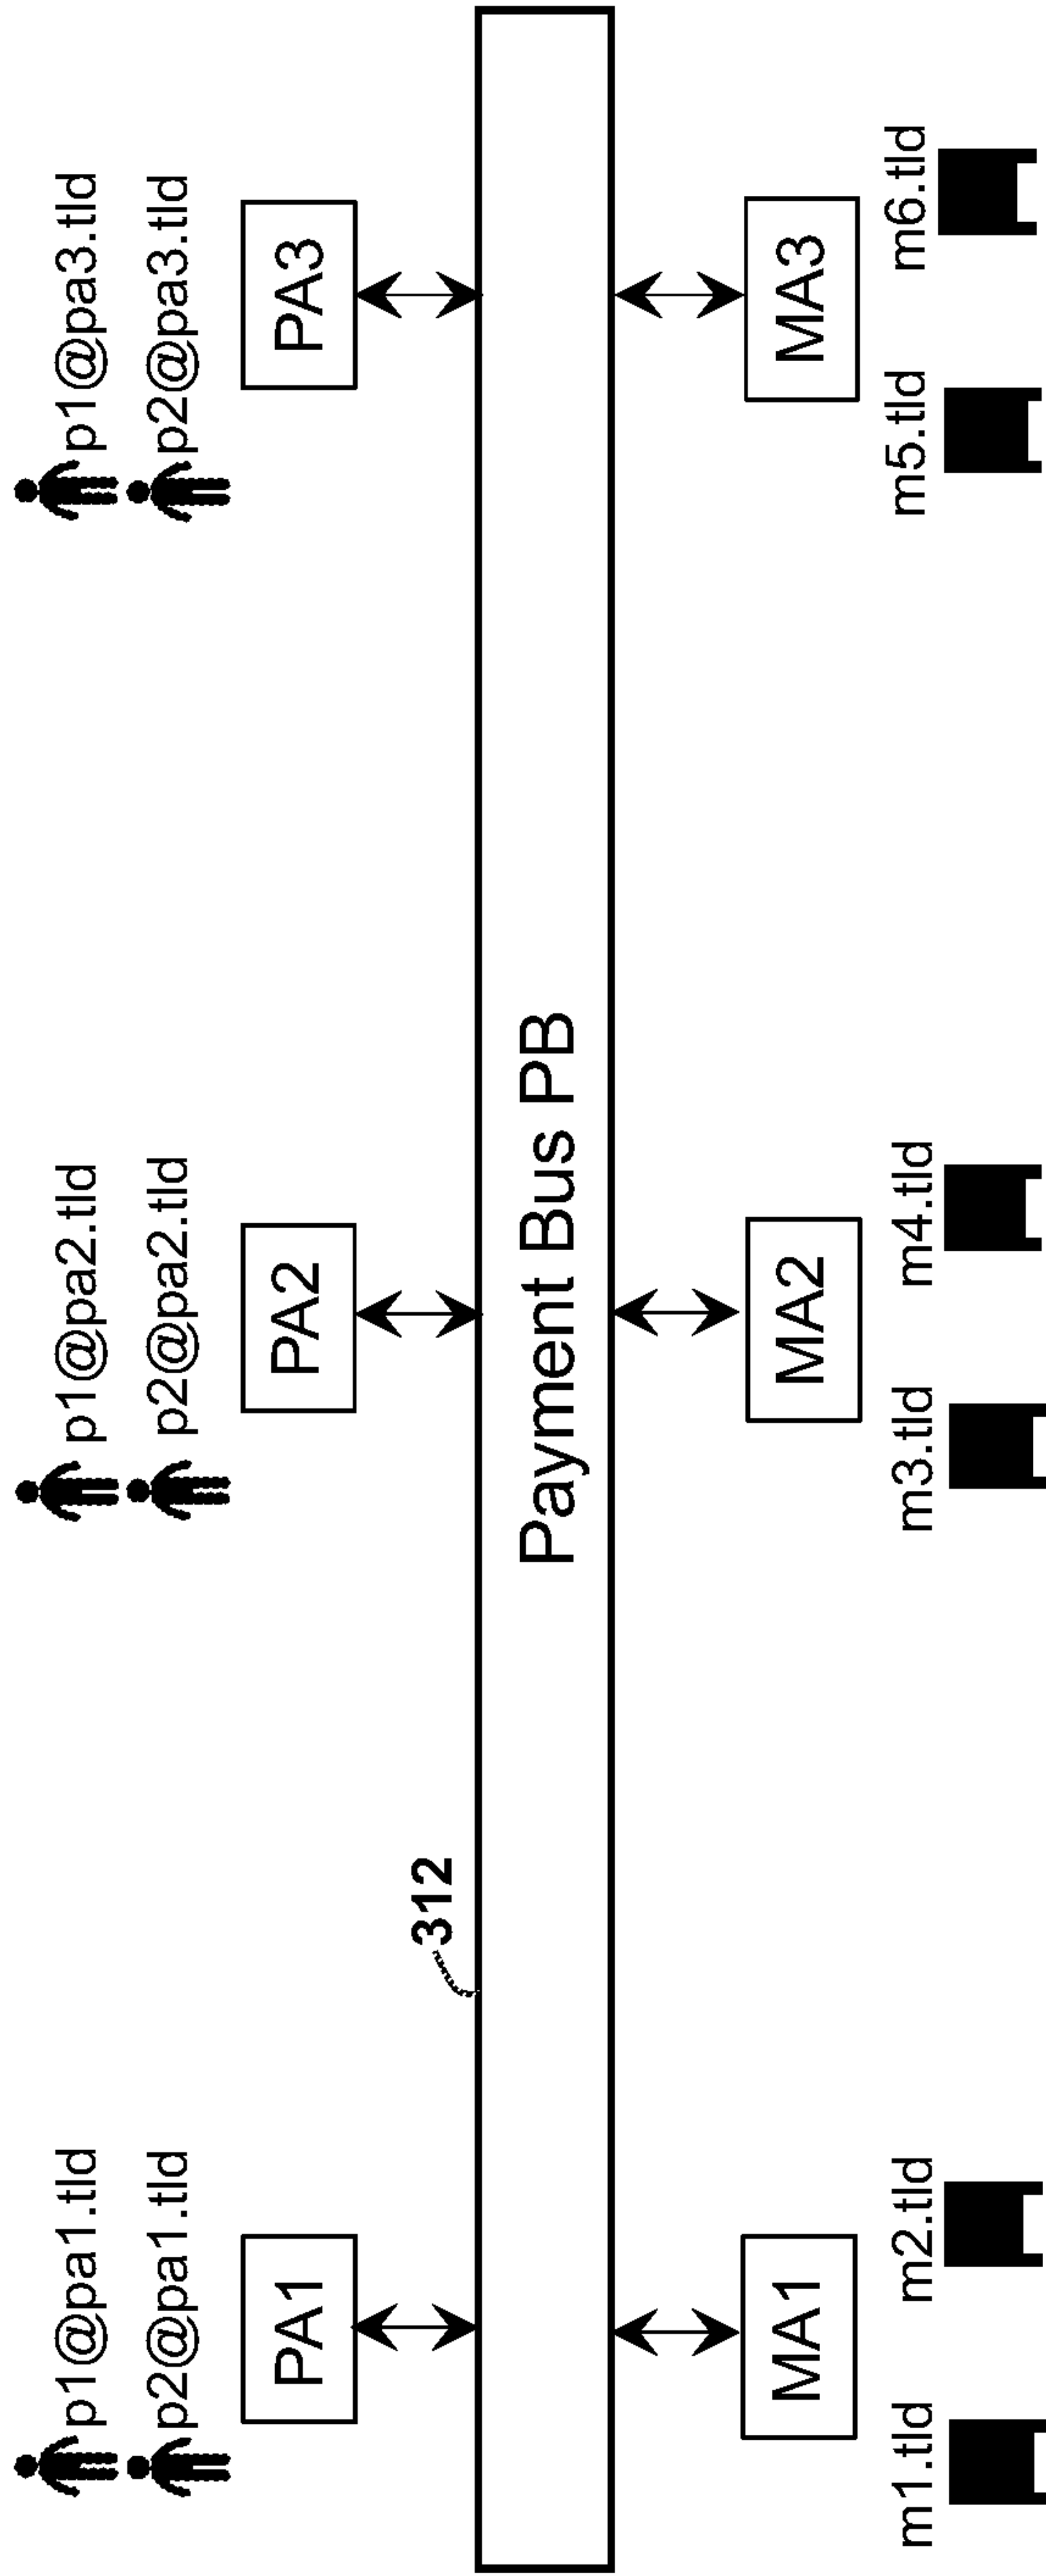 p1@pa1.tld
p2@pa1.tld
p1@pa2.tld
p2@pa2.tld
p1@pa3.tld
p2@pa3.tld
PA1
PA2
PA3
312
Payment Bus PB
MA1
MA2
MA3
m1.tld
m2.tld
m3.tld
m4.tld
m5.tld
m6.tld